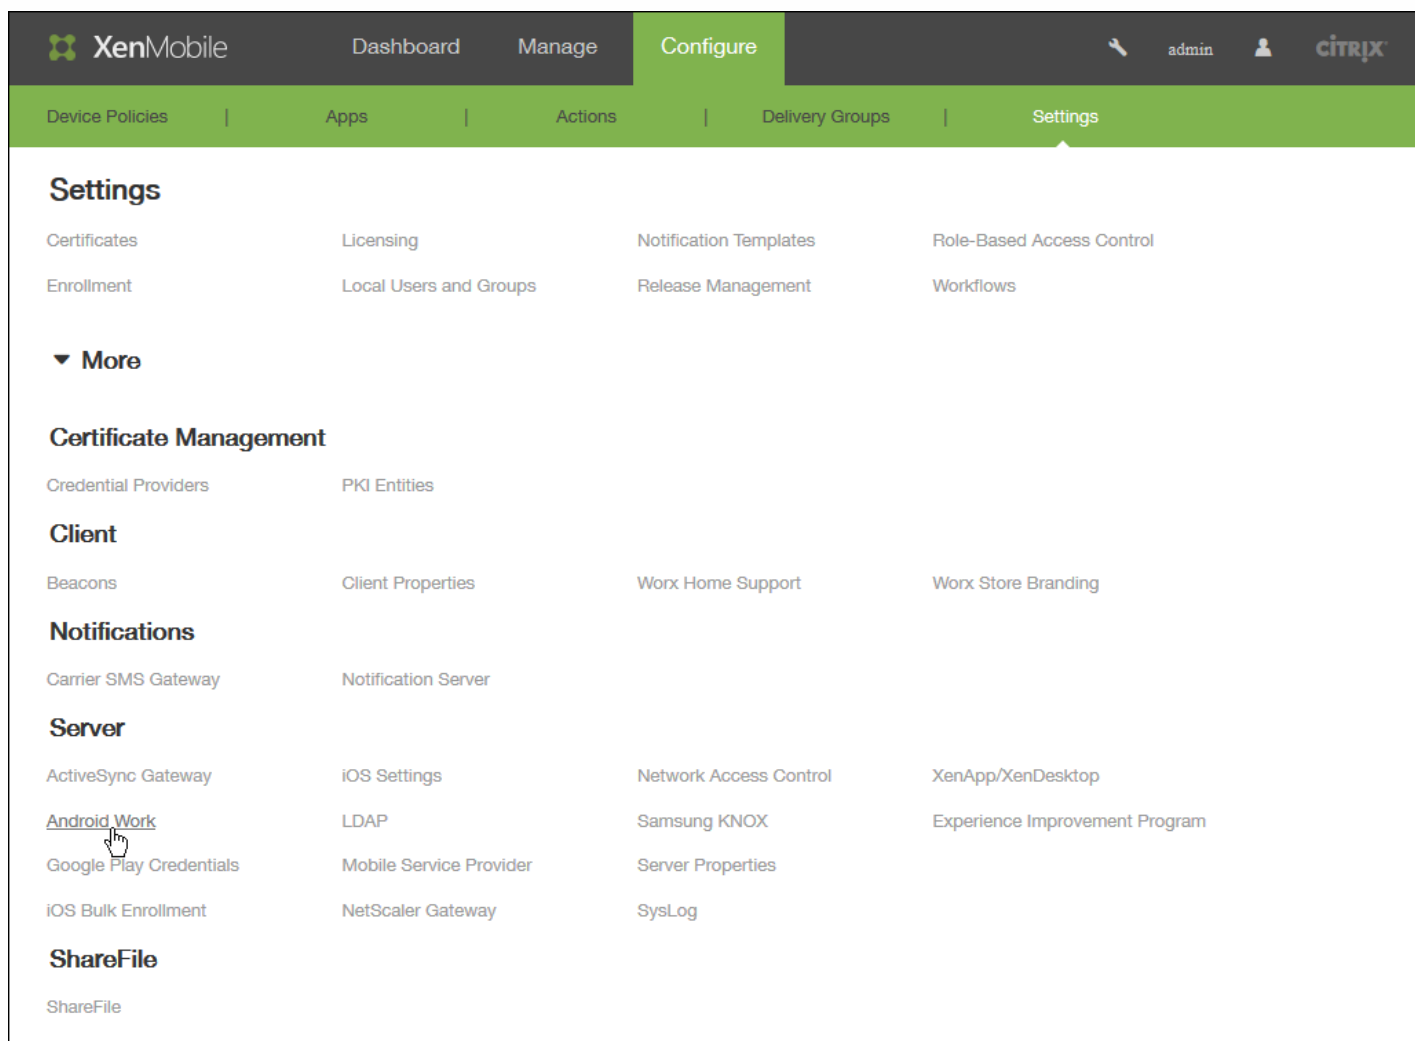 XenMobile Dashboard Manage Configure admin CİTRIX
Device Policies | Apps | Actions | Delivery Groups | Settings
Settings
Certificates Licensing Notification Templates Role-Based Access Control
Enrollment Local Users and Groups Release Management Workflows
More
Certificate Management
Credential Providers PKI Entities
Client
Beacons Client Properties Worx Home Support Worx Store Branding
Notifications
Carrier SMS Gateway Notification Server
Server
ActiveSync Gateway iOS Settings Network Access Control XenApp/XenDesktop
Android Work LDAP Samsung KNOX Experience Improvement Program
Google Play Credentials Mobile Service Provider Server Properties
iOS Bulk Enrollment NetScaler Gateway SysLog
ShareFile
ShareFile